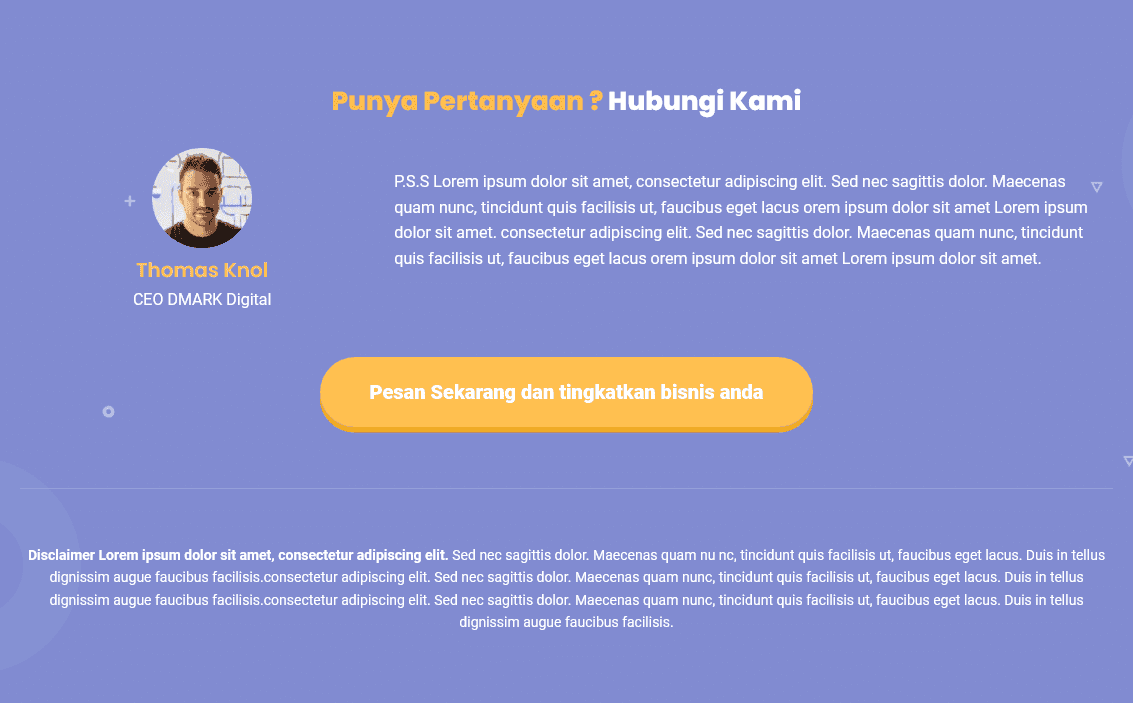 Punya Pertanyaan ? Hubungi Kami
Thomas Knol
CEO DMARK Digital
P.S.S Lorem ipsum dolor sit amet, consectetur adipiscing elit. Sed nec sagittis dolor. Maecenas
quam nunc, tincidunt quis facilisis ut, faucibus eget lacus orem ipsum dolor sit amet Lorem ipsum
dolor sit amet. consectetur adipiscing elit. Sed nec sagittis dolor. Maecenas quam nunc, tincidunt
quis facilisis ut, faucibus eget lacus orem ipsum dolor sit amet Lorem ipsum dolor sit amet.
Pesan Sekarang dan tingkatkan bisnis anda
Disclaimer Lorem ipsum dolor sit amet, consectetur adipiscing elit. Sed nec sagittis dolor. Maecenas quam nu nc, tincidunt quis facilisis ut, faucibus eget lacus. Duis in tellus
dignissim augue faucibus facilisis.consectetur adipiscing elit. Sed nec sagittis dolor. Maecenas quam nunc, tincidunt quis facilisis ut, faucibus eget lacus. Duis in tellus
dignissim augue faucibus facilisis.consectetur adipiscing elit. Sed nec sagittis dolor. Maecenas quam nunc, tincidunt quis facilisis ut, faucibus eget lacus. Duis in tellus
dignissim augue faucibus facilisis.